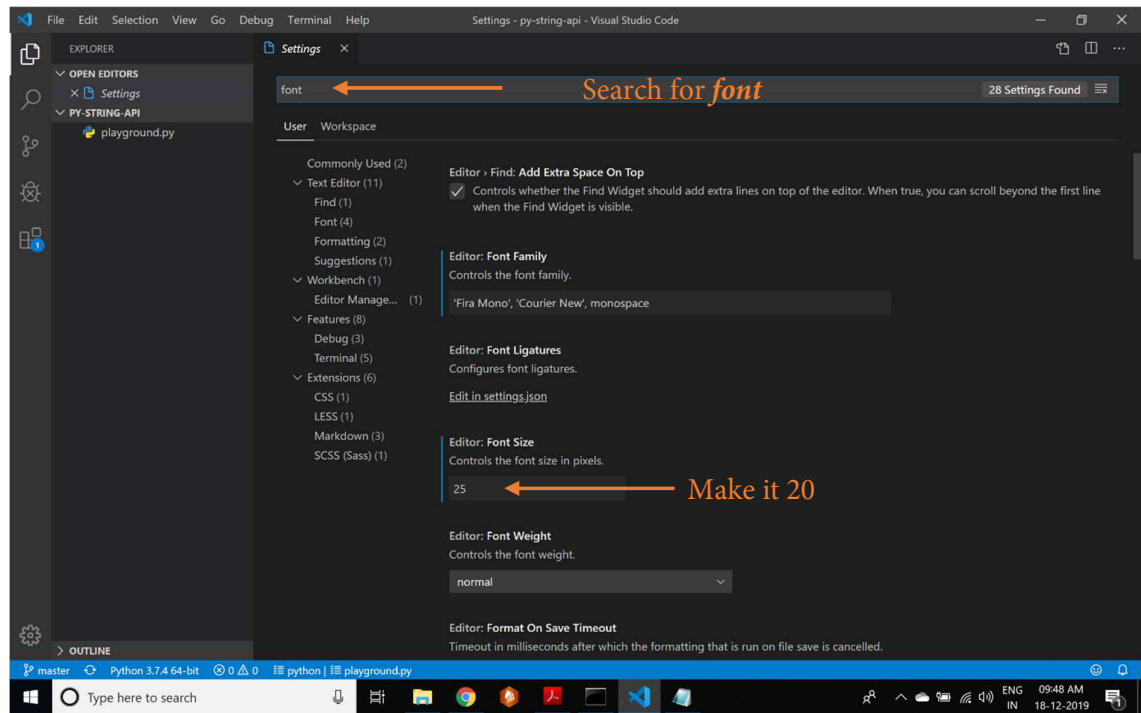 File Edit Selection View Go Debug Terminal Help Settings - py-string-api - Visual Studio Code
EXPLORER
OPEN EDITORS
Settings
PY-STRING-API
playground.py
OUTLINE
Settings
font
Search for font
28 Settings Found
User Workspace
Commonly Used (2)
Text Editor (11)
Find (1)
Font (4)
Formatting (2)
Suggestions (1)
Workbench (1)
Editor Manage... (1)
Features (8)
Debug (3)
Terminal (5)
Extensions (6)
CSS (1)
LESS (1)
Markdown (3)
SCSS (Sass) (1)
Editor › Find: Add Extra Space On Top
Controls whether the Find Widget should add extra lines on top of the editor. When true, you can scroll beyond the first line
when the Find Widget is visible.
Editor: Font Family
Controls the font family.
'Fira Mono', 'Courier New', monospace
Editor: Font Ligatures
Configures font ligatures.
Edit in settings.json
Editor: Font Size
Controls the font size in pixels.
25
Make it 20
Editor: Font Weight
Controls the font weight.
normal
Editor: Format On Save Timeout
Timeout in milliseconds after which the formatting that is run on file save is cancelled.
1
master Python 3.7.4 64-bit 0 0 python | playground.py
Type here to search
ENG
IN
09:48 AM
18-12-2019
1